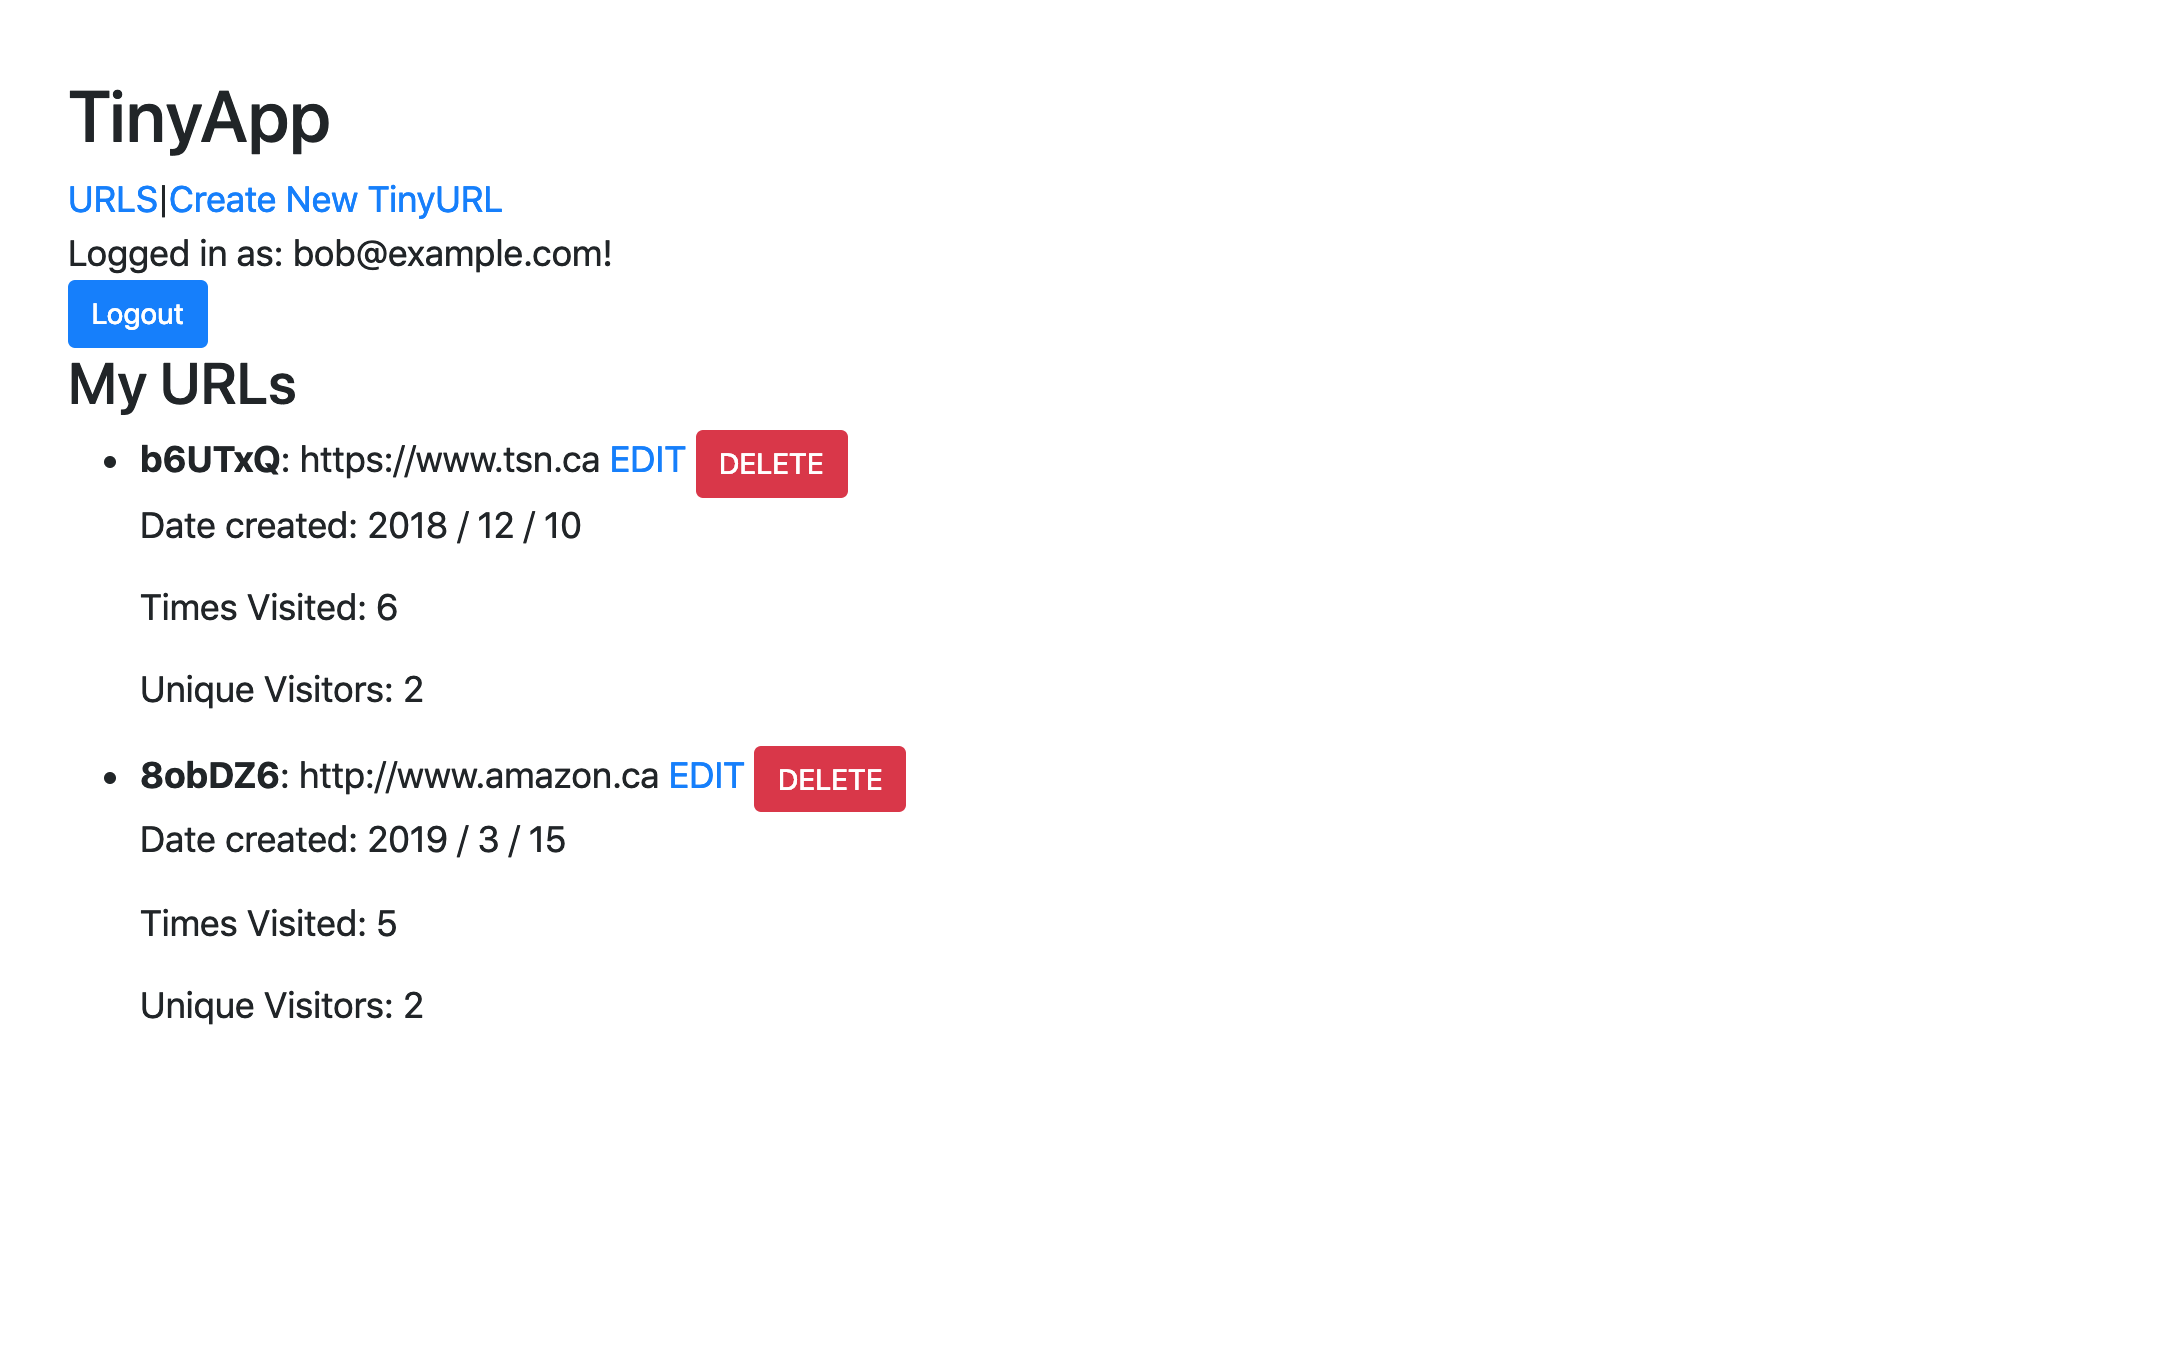 TinyApp
URLS|Create New TinyURL
Logged in as: bob@example.com!
Logout
My URLs
b6UTxQ: https://www.tsn.ca EDIT DELETE
Date created: 2018 / 12 / 10
Times Visited: 6
Unique Visitors: 2
8obDZ6: http://www.amazon.ca EDIT DELETE
Date created: 2019 / 3 / 15
Times Visited: 5
Unique Visitors: 2